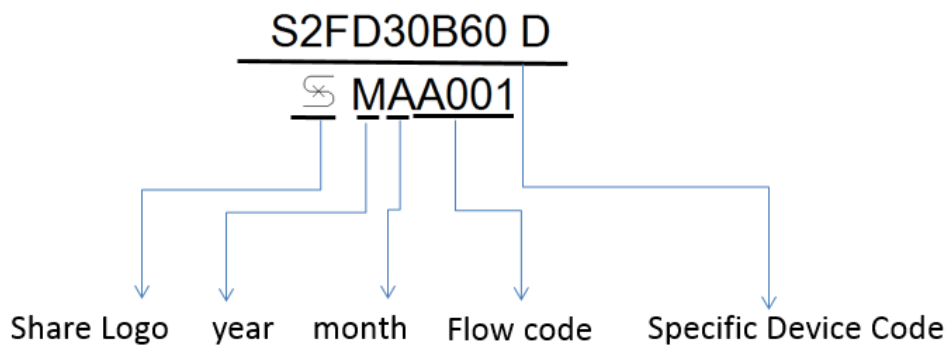 S2FD30B60 D
MAA001
Share Logo year month Flow code Specific Device Code